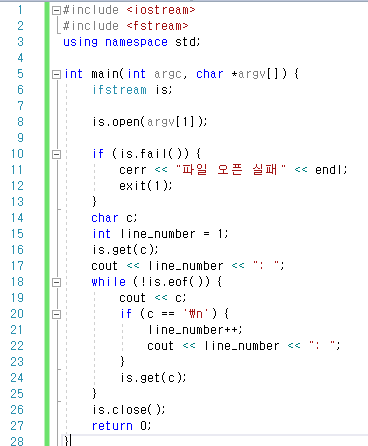 1 #include <iostream>
2 #include <fstream>
3 using namespace std;
4
5 int main(int argc, char *argv[]) {
6 ifstream is;
7
8 is.open(argv[1]);
9
10 if (is.fail()) {
11 cerr << "파일 오픈 실패" << endl;
12 exit(1);
13 }
14 char c;
15 int line_number = 1;
16 is.get(c);
17 cout << line_number << ": ";
18 while (!is.eof()) {
19 cout << c;
20 if (c == '₩n') {
21 line_number++;
22 cout << line_number << ": ";
23 }
24 is.get(c);
25 }
26 is.close();
27 return 0;
28 }